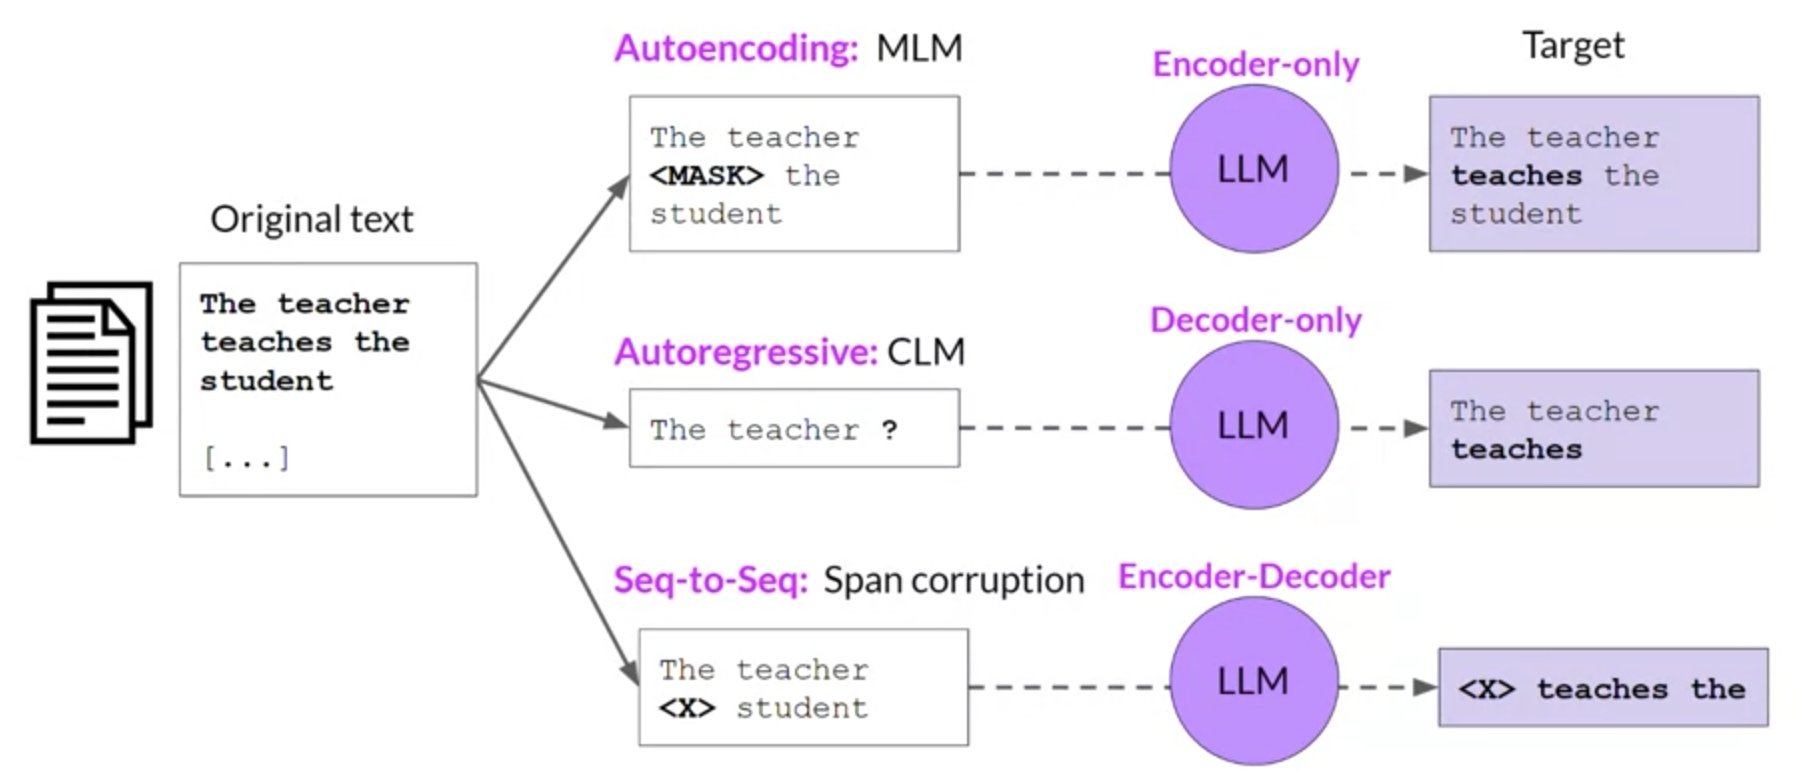 Original text
The teacher
teaches the
student
[...]
Autoencoding: MLM
The teacher
<MASK> the
student
Encoder-only
LLM
Target
The teacher
teaches the
student
Autoregressive: CLM
The teacher ?
Decoder-only
LLM
The teacher
teaches
Seq-to-Seq: Span corruption
The teacher
<X> student
Encoder-Decoder
LLM
<X> teaches the